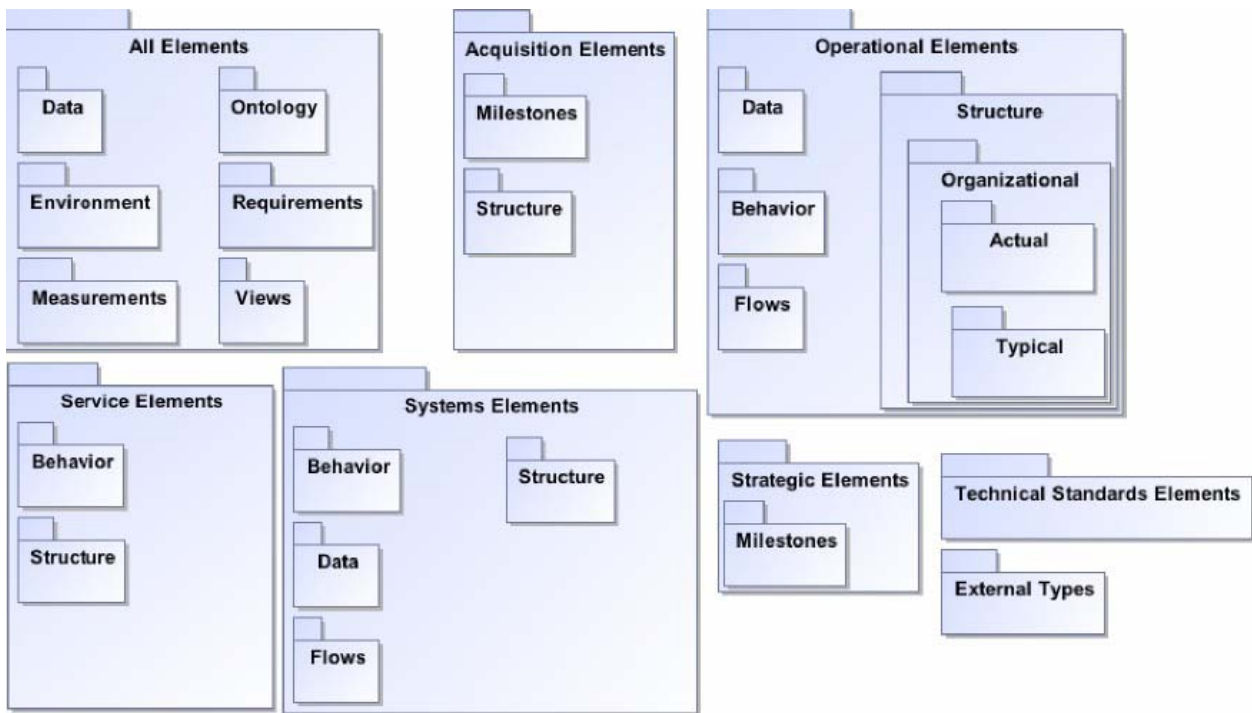 All Elements
Data
Ontology
Environment
Requirements
Measurements
Views
Acquisition Elements
Milestones
Structure
Operational Elements
Data
Structure
Organizational
Behavior
Actual
Flows
Typical
Service Elements
Behavior
Structure
Systems Elements
Behavior
Structure
Data
Flows
Strategic Elements
Milestones
Technical Standards Elements
External Types